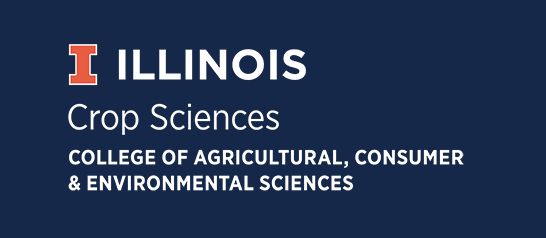 I ILLINOIS
Crop Sciences
COLLEGE OF AGRICULTURAL, CONSUMER
& ENVIRONMENTAL SCIENCES